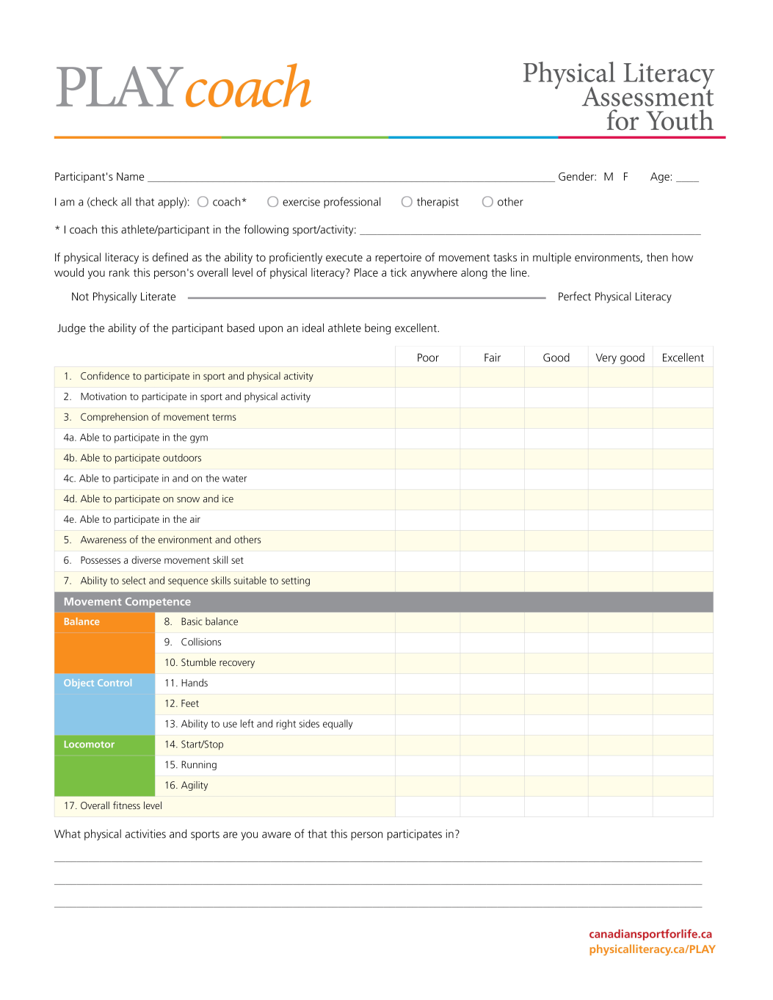 PLAYcoach
Physical Literacy
Assessment
for Youth
Participant's Name ______ Gender: M F Age: ____
I am a (check all that apply): coach* exercise professional therapist other
* I coach this athlete/participant in the following sport/activity: ______
If physical literacy is defined as the ability to proficiently execute a repertoire of movement tasks in multiple environments, then how
would you rank this person's overall level of physical literacy? Place a tick anywhere along the line.
Not Physically Literate Perfect Physical Literacy
Judge the ability of the participant based upon an ideal athlete being excellent.
Poor Fair Good Very good Excellent
1. Confidence to participate in sport and physical activity
2. Motivation to participate in sport and physical activity
3. Comprehension of movement terms
4a. Able to participate in the gym
4b. Able to participate outdoors
4c. Able to participate in and on the water
4d. Able to participate on snow and ice
4e. Able to participate in the air
5. Awareness of the environment and others
6. Possesses a diverse movement skill set
7. Ability to select and sequence skills suitable to setting
Movement Competence
Balance 8. Basic balance
9. Collisions
10. Stumble recovery
Object Control 11. Hands
12. Feet
13. Ability to use left and right sides equally
Locomotor 14. Start/Stop
15. Running
16. Agility
17. Overall fitness level
What physical activities and sports are you aware of that this person participates in?
canadiansportforlife.ca
physicalliteracy.ca/PLAY